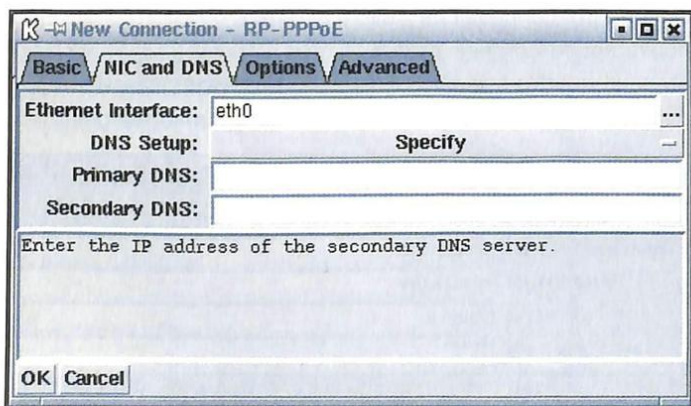 New Connection - RP-PPPoE
Basic NIC and DNS Options Advanced
Ethernet Interface: eth0 ...
DNS Setup: Specify
Primary DNS:
Secondary DNS:
Enter the IP address of the secondary DNS server.
OK Cancel